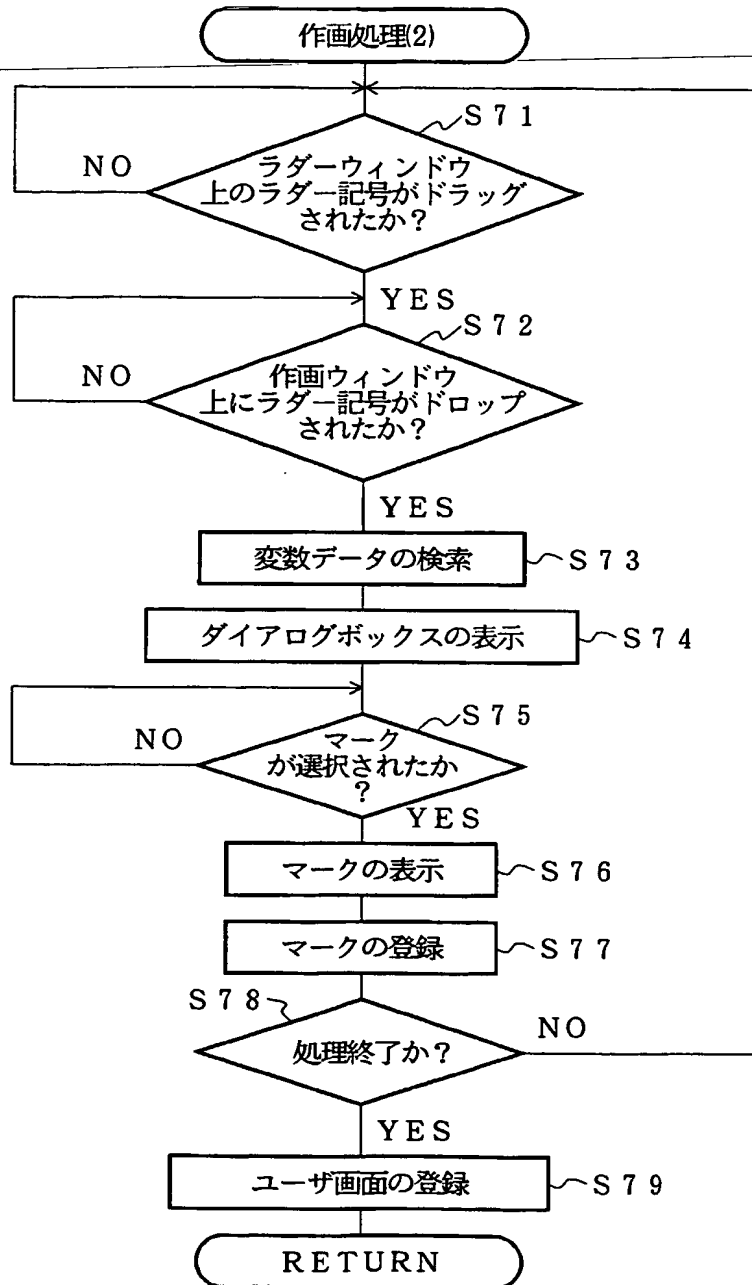 作画処理(2)
S71
NO
ラダーウィンドウ
上のラダー記号がドラッグ
されたか？
YES
S72
NO
作画ウィンドウ
上にラダー記号がドロップ
されたか？
YES
変数データの検索
S73
ダイアログボックスの表示
S74
S75
NO
マーク
が選択されたか
？
YES
マークの表示
S76
マークの登録
S77
S78
NO
処理終了か？
YES
ユーザ画面の登録
S79
RETURN